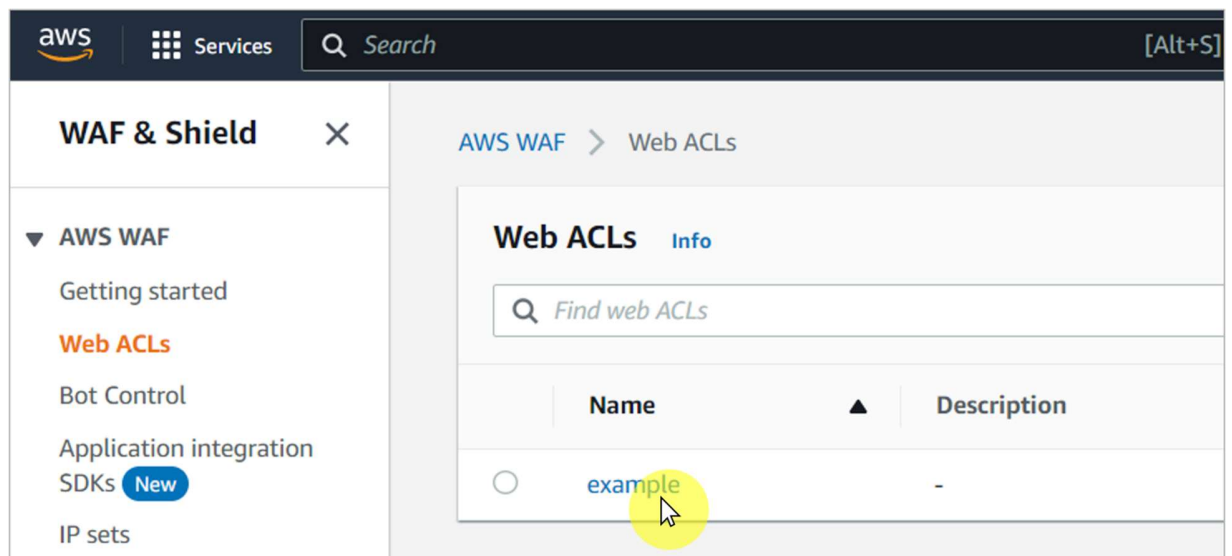 aws Services Search [Alt+S]
WAF & Shield
AWS WAF
Getting started
Web ACLs
Bot Control
Application integration
SDKs New
IP sets
AWS WAF > Web ACLs
Web ACLs Info
Find web ACLs
Name Description
example -